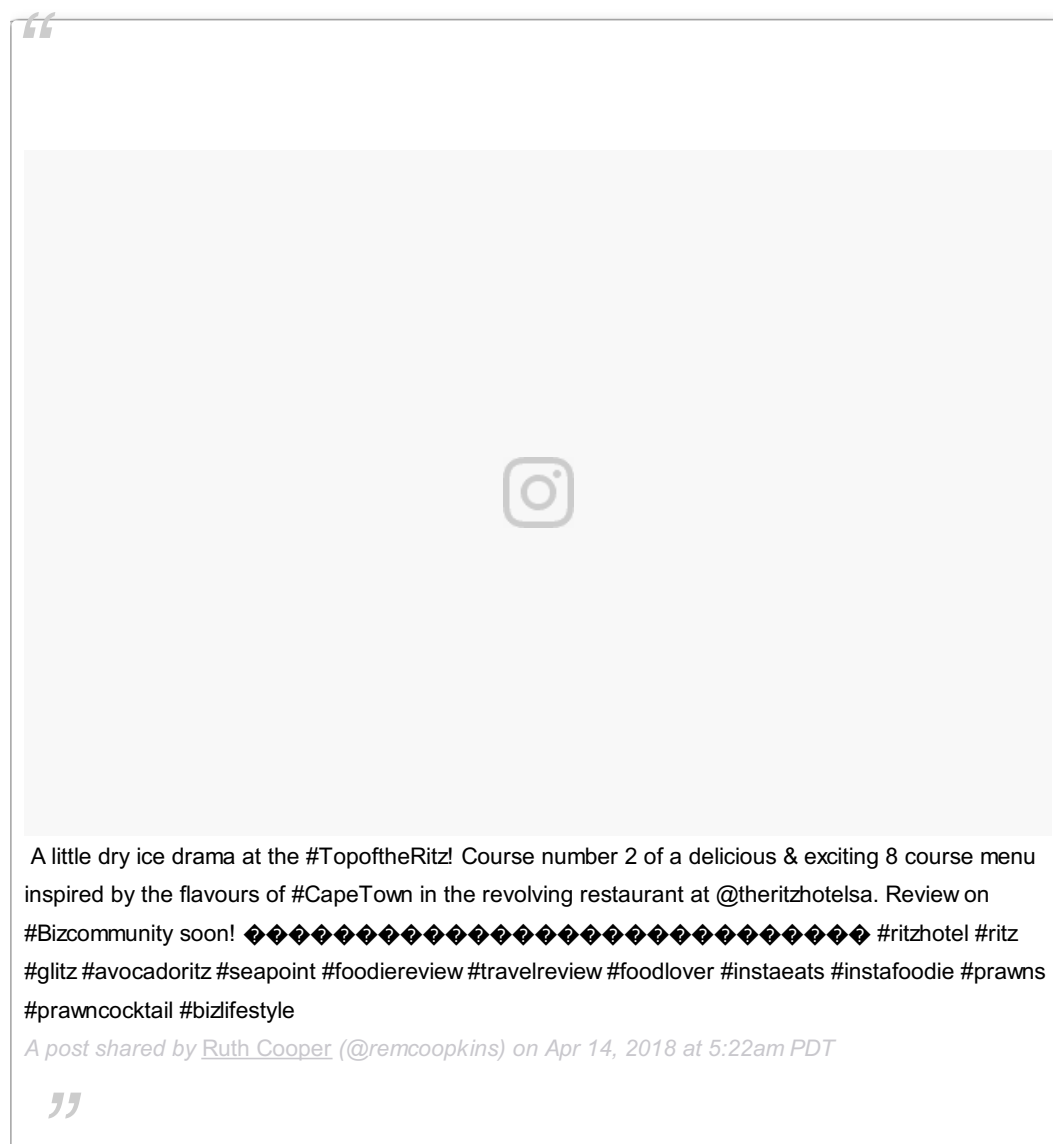 “
A little dry ice drama at the #TopoftheRitz! Course number 2 of a delicious & exciting 8 course menu
inspired by the flavours of #CapeTown in the revolving restaurant at @theritzhotelsa. Review on
#Bizcommunity soon! ���������������������������� #ritzhotel #ritz
#glitz #avocadoritz #seapoint #foodiereview #travelreview #foodlover #instaeats #instafoodie #prawns
#prawncocktail #bizlifestyle
A post shared by Ruth Cooper (@remcoopkins) on Apr 14, 2018 at 5:22am PDT
”